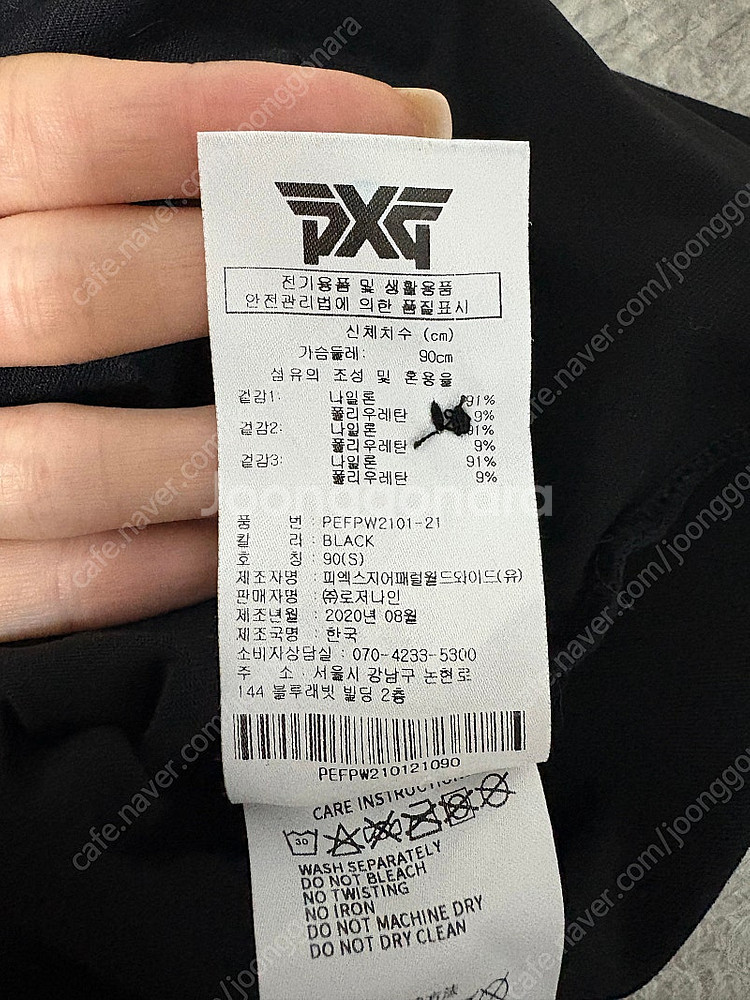 PXG
전기용품 및 생활용품
안전관리법에 의한 품질표시
신체치수 (cm)
가슴둘레: 90cm
섬유의 조성 및 혼용율
겉감1: 나일론 91%
폴리우레탄 9%
겉감2: 나일론 91%
폴리우레탄 9%
겉감3: 나일론 91%
폴리우레탄 9%
품 번 : PEFPW2101-21
칼 라 : BLACK
호 칭 : 90(S)
제조자명 : 피엑스지어패럴월드와이드(유)
판매자명 : ㈜로저나인
제조년월 : 2020년 08월
제조국명 : 한국
소비자상담실 : 070-4233-5300
주 소 : 서울시 강남구 논현로
144 블루래빗 빌딩 2층
PEFPW210121090
CARE INSTRUCTION
30
WASH SEPARATELY
DO NOT BLEACH
NO TWISTING
NO IRON
DO NOT MACHINE DRY
DO NOT DRY CLEAN
joonggonara
cafe.naver.com/joonggonara